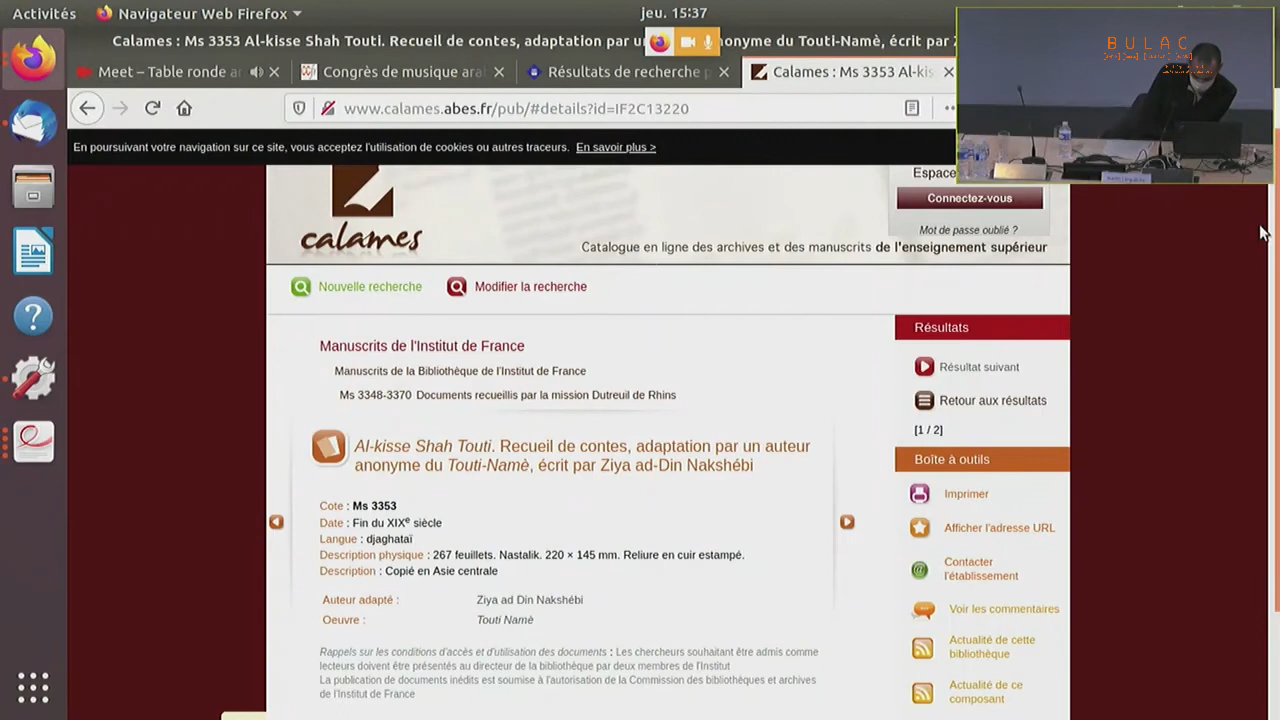 Activités
Navigateur Web Firefox
jeu. 15:37
Calames : Ms 3353 Al-kisse Shah Touti. Recueil de contes, adaptation par u
nonyme du Touti-Namè, écrit par
Meet – Table ronde ar
Congrès de musique ara
Résultats de recherche p
Calames : Ms 3353 Al-kis
www.calames.abes.fr/pub/#details?id=IF2C13220
BULAC
En poursuivant votre navigation sur ce site, vous acceptez l'utilisation de cookies ou autres traceurs. En savoir plus >
Espace
Connectez-vous
Mot de passe oublié ?
calames
Catalogue en ligne des archives et des manuscrits de l'enseignement supérieur
Nouvelle recherche
Modifier la recherche
Manuscrits de l'Institut de France
Manuscrits de la Bibliothèque de l'Institut de France
Ms 3348-3370 Documents recueillis par la mission Dutreuil de Rhins
Al-kisse Shah Touti. Recueil de contes, adaptation par un auteur
anonyme du Touti-Namè, écrit par Ziya ad-Din Nakshébi
Cote : Ms 3353
Date : Fin du XIXe siècle
Langue : djaghataï
Description physique : 267 feuillets. Nastalik. 220 × 145 mm. Reliure en cuir estampé.
Description : Copié en Asie centrale
Auteur adapté : Ziya ad Din Nakshébi
Oeuvre : Touti Namè
Rappels sur les conditions d'accès et d'utilisation des documents : Les chercheurs souhaitant être admis comme
lecteurs doivent être présentés au directeur de la bibliothèque par deux membres de l'Institut
La publication de documents inédits est soumise à l'autorisation de la Commission des bibliothèques et archives
de l'Institut de France
Résultats
Résultat suivant
Retour aux résultats
[1 / 2]
Boîte à outils
Imprimer
Afficher l'adresse URL
Contacter
l'établissement
Voir les commentaires
Actualité de cette
bibliothèque
Actualité de ce
composant